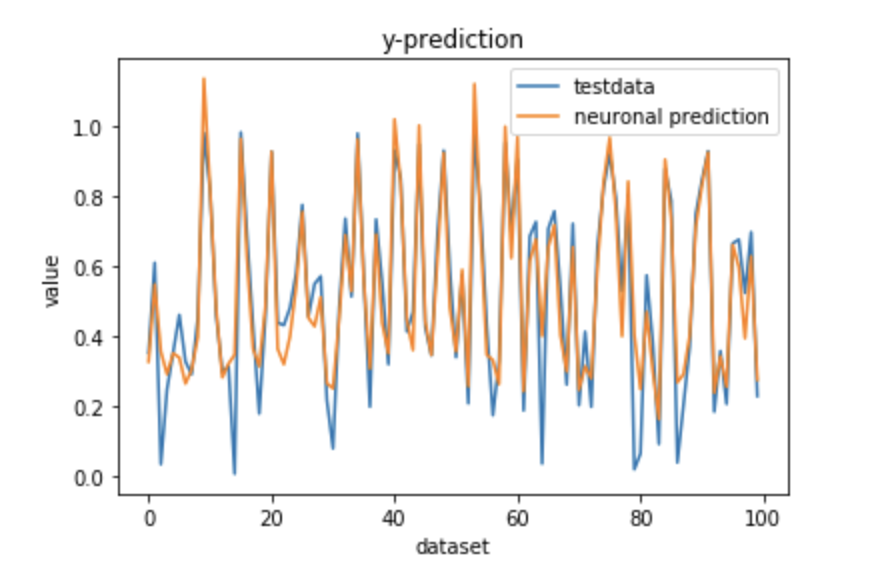 y-prediction
testdata
neuronal prediction
1.0
0.8
0.6
0.4
0.2
0.0
value
0 20 40 60 80 100
dataset